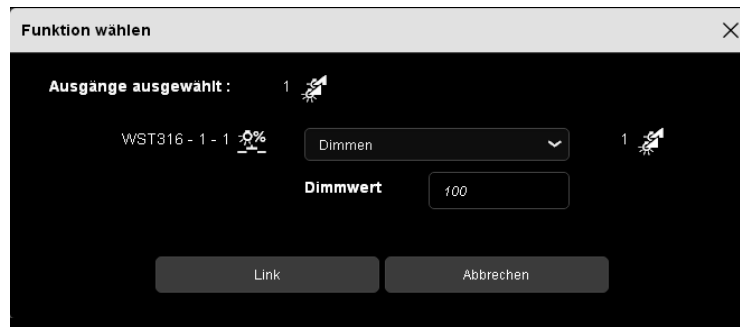 Funktion wählen
Ausgänge ausgewählt : 1
WST316 - 1 - 1 % Dimmen 1
Dimmwert 100
Link Abbrechen